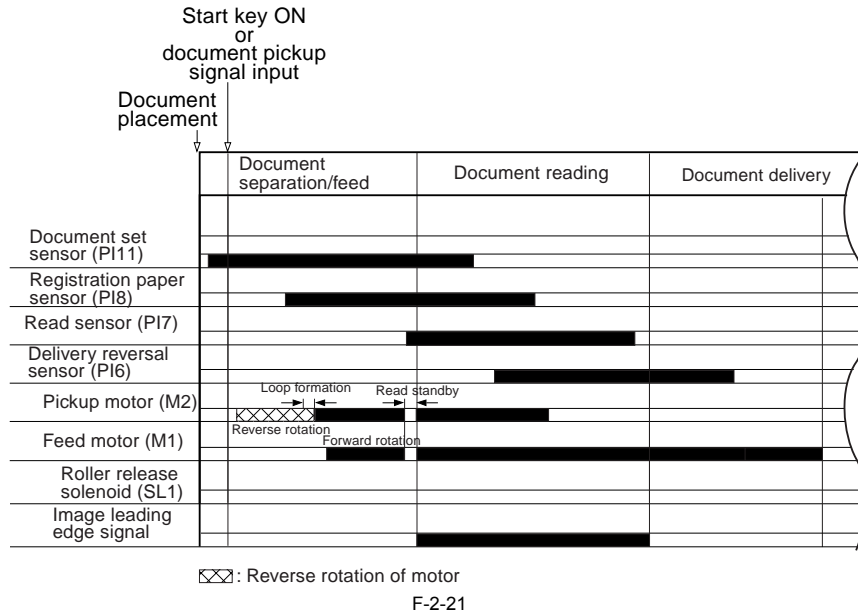 Start key ON
or
document pickup
signal input
Document
placement
Document
separation/feed
Document reading
Document delivery
Document set
sensor (PI11)
Registration paper
sensor (PI8)
Read sensor (PI7)
Delivery reversal
sensor (PI6)
Loop formation
Read standby
Pickup motor (M2)
Reverse rotation
Feed motor (M1)
Forward rotation
Roller release
solenoid (SL1)
Image leading
edge signal
: Reverse rotation of motor
F-2-21